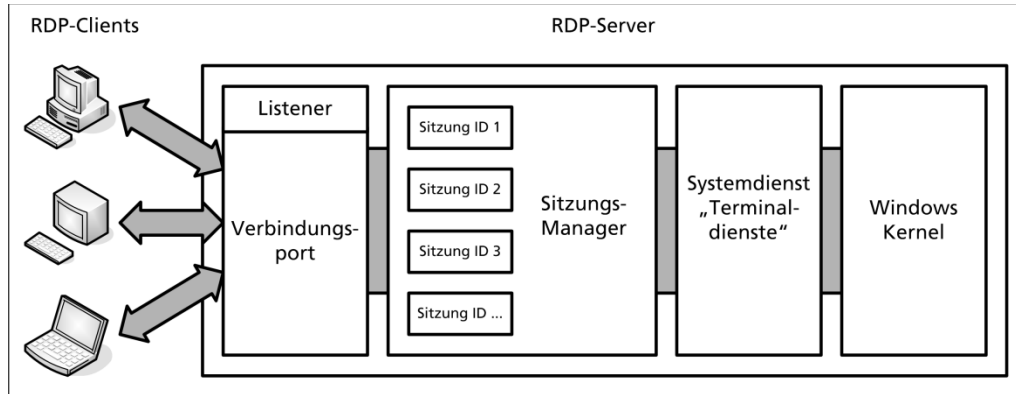 RDP-Clients
RDP-Server
Listener
Verbindungs-
port
Sitzung ID 1
Sitzung ID 2
Sitzung ID 3
Sitzung ID ...
Sitzungs-
Manager
Systemdienst
„Terminal-
dienste“
Windows
Kernel